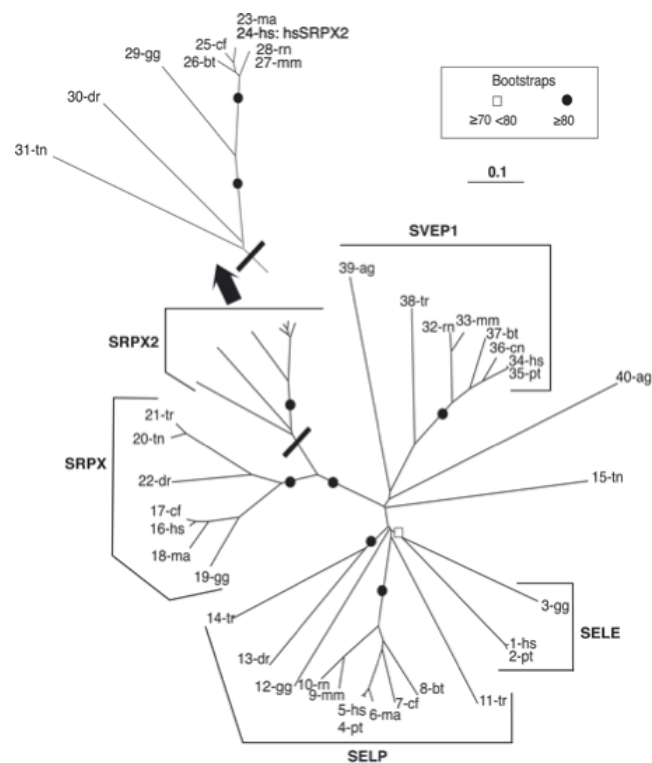 23-ma
24-hs: hsSRPX2
25-cf
28-rn
26-bt
27-mm
29-gg
30-dr
31-tn
Bootstraps
≥70 <80
≥80
0.1
SVEP1
39-ag
38-tr
32-rn
33-mm
37-bt
36-cn
34-hs
35-pt
40-ag
15-tn
SRPX2
SRPX
21-tr
20-tn
22-dr
17-cf
16-hs
18-ma
19-gg
14-tr
13-dr
12-gg
10-rn
9-mm
5-hs
4-pt
6-ma
7-cf
8-bt
11-tr
3-gg
1-hs
2-pt
SELE
SELP